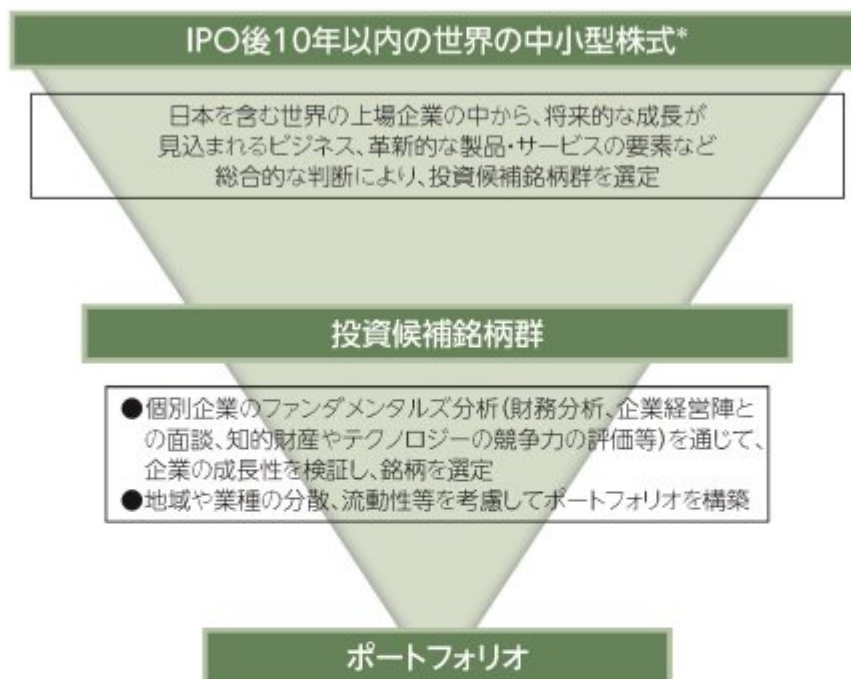 IPO後10年以内の世界の中小型株式*
日本を含む世界の上場企業の中から、将来的な成長が
見込まれるビジネス、革新的な製品・サービスの要素など
総合的な判断により、投資候補銘柄群を選定
投資候補銘柄群
●個別企業のファンダメンタルズ分析(財務分析、企業経営陣と
の面談、知的財産やテクノロジーの競争力の評価等)を通じて、
企業の成長性を検証し、銘柄を選定
●地域や業種の分散、流動性等を考慮してポートフォリオを構築
ポートフォリオ